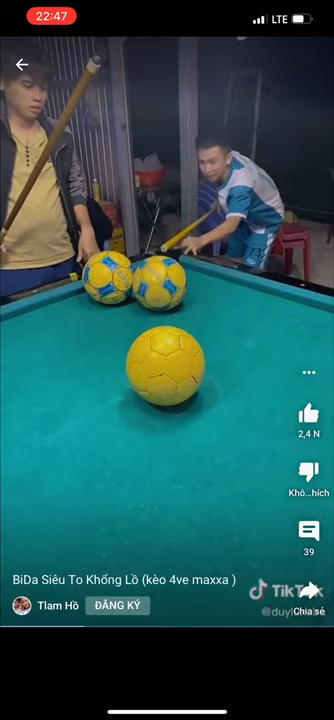 22:47
LTE
2,4 N
Khô...hích
39
BiDa Siêu To Khổng Lồ (kèo 4ve maxxa )
Tlam Hồ
ĐĂNG KÝ
Chia sẻ